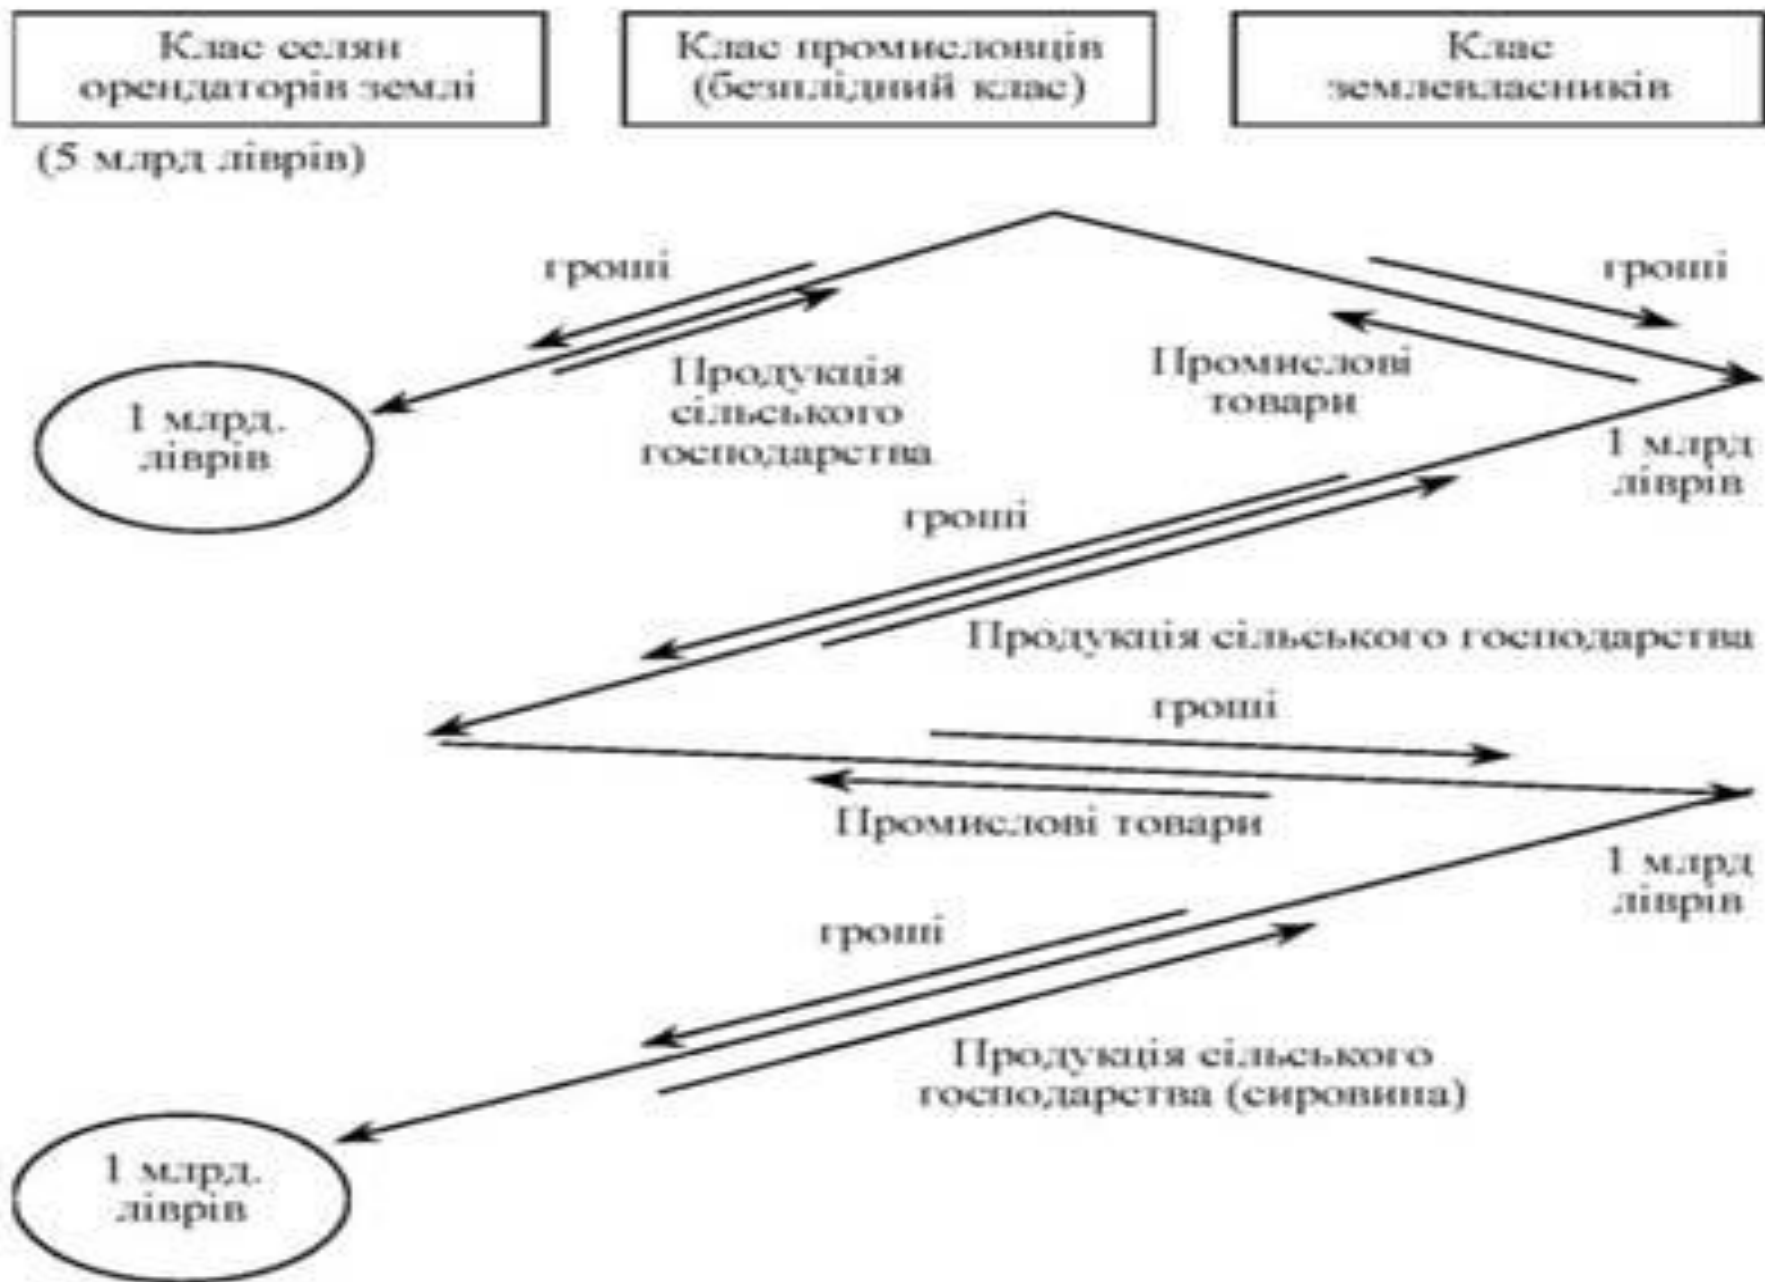 Клас селян
орендаторів землі
Клас промисловців
(безплідний клас)
Клас
землевласників
(5 млрд ліврів)
гроші
гроші
Продукція
сільського
господарства
Промислові
товари
1 млрд.
ліврів
1 млрд
ліврів
гроші
Продукція сільського господарства
гроші
Промислові товари
1 млрд
ліврів
гроші
Продукція сільського
господарства (сировина)
1 млрд.
ліврів